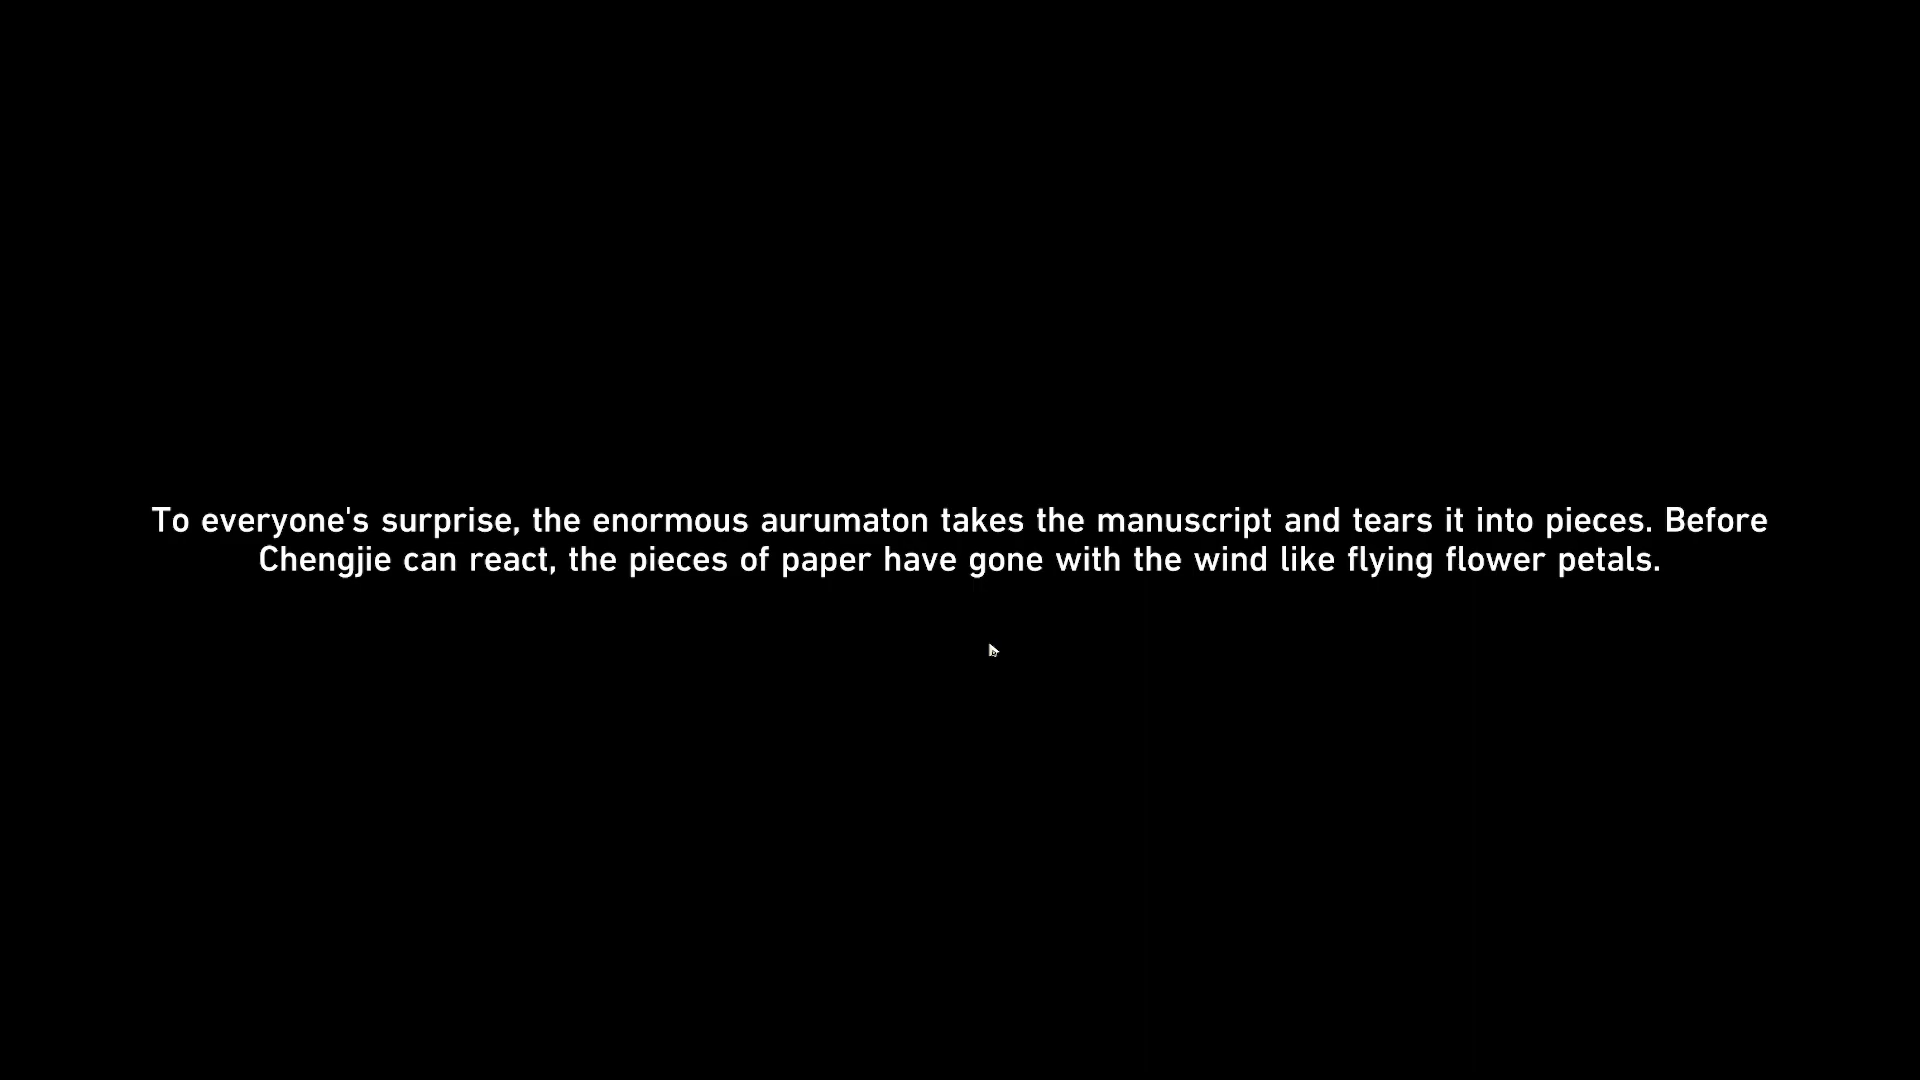 To everyone's surprise, the enormous aurumaton takes the manuscript and tears it into pieces. Before
Chengjie can react, the pieces of paper have gone with the wind like flying flower petals.